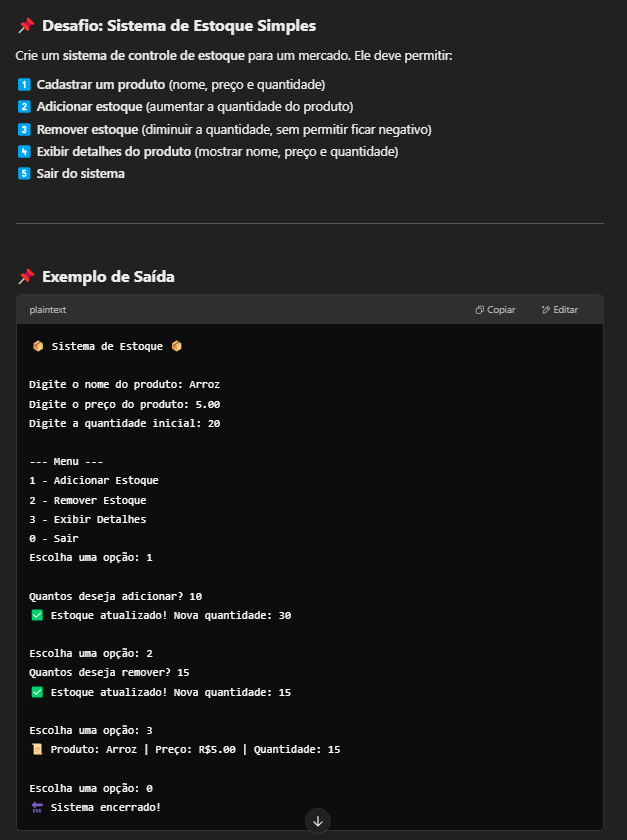 📌 Desafio: Sistema de Estoque Simples
Crie um sistema de controle de estoque para um mercado. Ele deve permitir:
1️⃣ Cadastrar um produto (nome, preço e quantidade)
2️⃣ Adicionar estoque (aumentar a quantidade do produto)
3️⃣ Remover estoque (diminuir a quantidade, sem permitir ficar negativo)
4️⃣ Exibir detalhes do produto (mostrar nome, preço e quantidade)
5️⃣ Sair do sistema
📌 Exemplo de Saída
plaintext
Copiar
Editar
📦 Sistema de Estoque 📦
Digite o nome do produto: Arroz
Digite o preço do produto: 5.00
Digite a quantidade inicial: 20
--- Menu ---
1 - Adicionar Estoque
2 - Remover Estoque
3 - Exibir Detalhes
0 - Sair
Escolha uma opção: 1
Quantos deseja adicionar? 10
✅ Estoque atualizado! Nova quantidade: 30
Escolha uma opção: 2
Quantos deseja remover? 15
✅ Estoque atualizado! Nova quantidade: 15
Escolha uma opção: 3
📜 Produto: Arroz | Preço: R$5.00 | Quantidade: 15
Escolha uma opção: 0
🔚 Sistema encerrado!